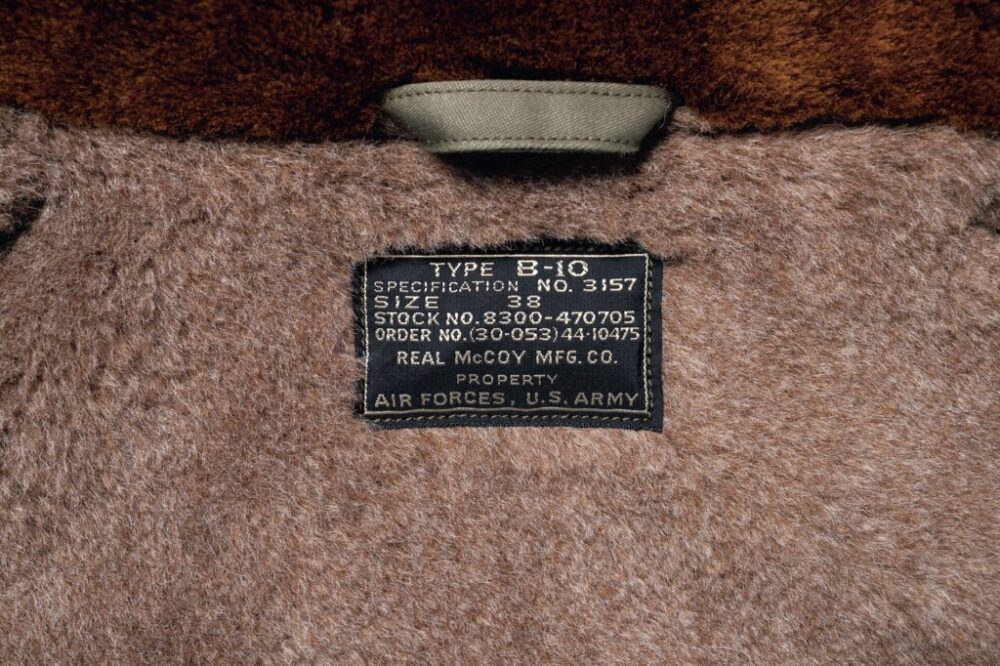 TYPE B-10
SPECIFICATION NO. 3157
SIZE 38
STOCK NO. 8300-470705
ORDER NO. (30-053) 44-10475
REAL McCOY MFG. CO.
PROPERTY
AIR FORCES, U.S. ARMY